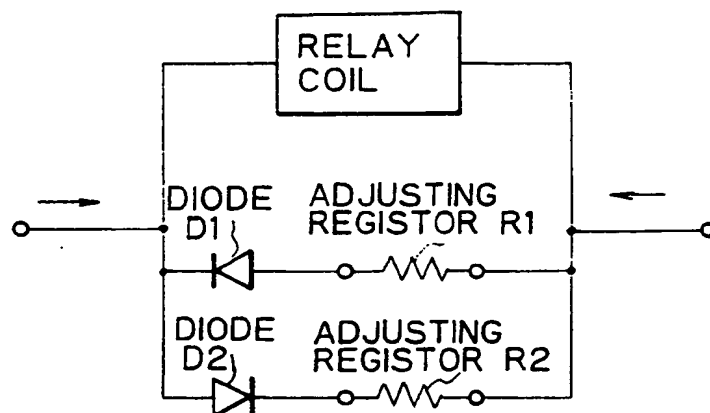 RELAY
COIL
DIODE
D1
ADJUSTING
REGISTOR R1
DIODE
D2
ADJUSTING
REGISTOR R2